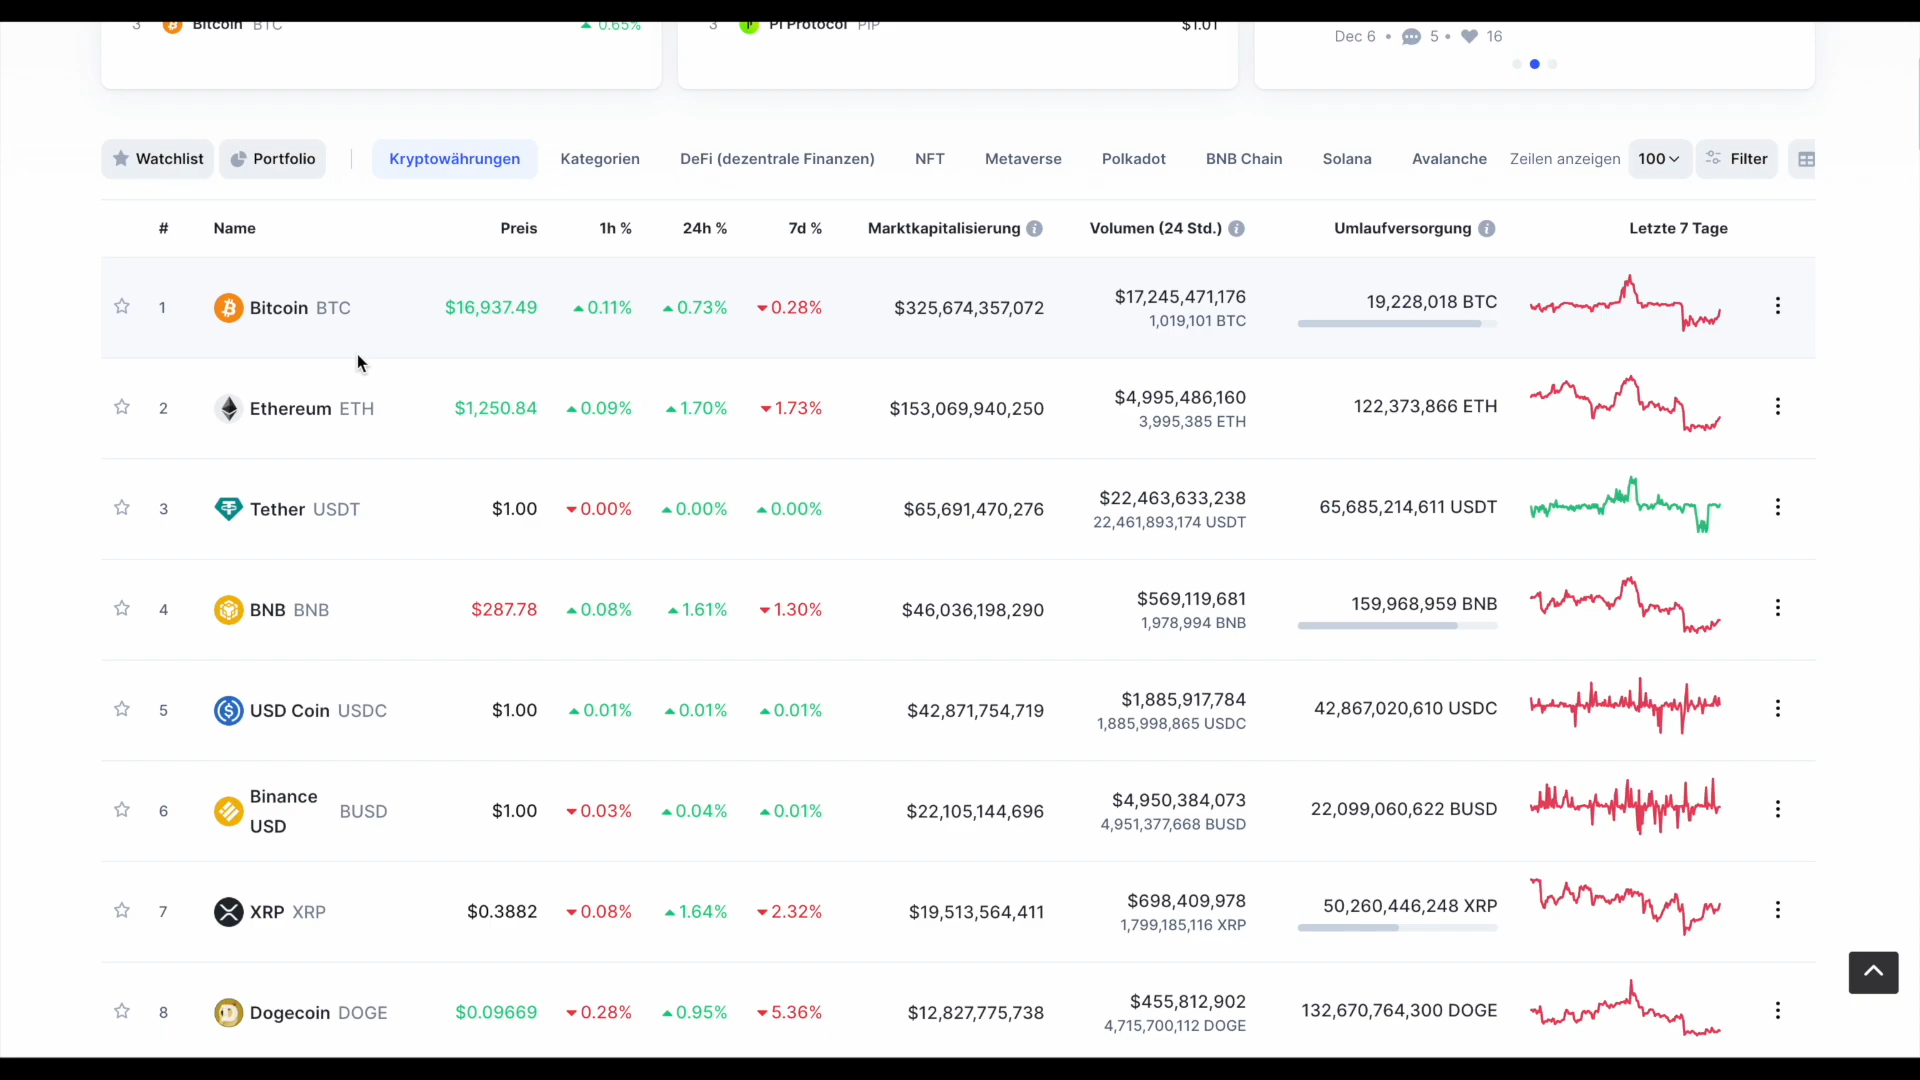 3 Bitcoin BTC 0.65%
3 Pi Protocol PIP $1.01
Dec 6 • 5 • 16
Watchlist Portfolio Kryptowährungen Kategorien DeFi (dezentrale Finanzen) NFT Metaverse Polkadot BNB Chain Solana Avalanche Zeilen anzeigen 100 Filter
# Name Preis 1h % 24h % 7d % Marktkapitalisierung Volumen (24 Std.) Umlaufversorgung Letzte 7 Tage
1 Bitcoin BTC $16,937.49 0.11% 0.73% 0.28% $325,674,357,072 $17,245,471,176 19,228,018 BTC
1,019,101 BTC
2 Ethereum ETH $1,250.84 0.09% 1.70% 1.73% $153,069,940,250 $4,995,486,160 122,373,866 ETH
3,995,385 ETH
3 Tether USDT $1.00 0.00% 0.00% 0.00% $65,691,470,276 $22,463,633,238 65,685,214,611 USDT
22,461,893,174 USDT
4 BNB BNB $287.78 0.08% 1.61% 1.30% $46,036,198,290 $569,119,681 159,968,959 BNB
1,978,994 BNB
5 USD Coin USDC $1.00 0.01% 0.01% 0.01% $42,871,754,719 $1,885,917,784 42,867,020,610 USDC
1,885,998,865 USDC
6 Binance USD BUSD $1.00 0.03% 0.04% 0.01% $22,105,144,696 $4,950,384,073 22,099,060,622 BUSD
4,951,377,668 BUSD
7 XRP XRP $0.3882 0.08% 1.64% 2.32% $19,513,564,411 $698,409,978 50,260,446,248 XRP
1,799,185,116 XRP
8 Dogecoin DOGE $0.09669 0.28% 0.95% 5.36% $12,827,775,738 $455,812,902 132,670,764,300 DOGE
4,715,700,112 DOGE